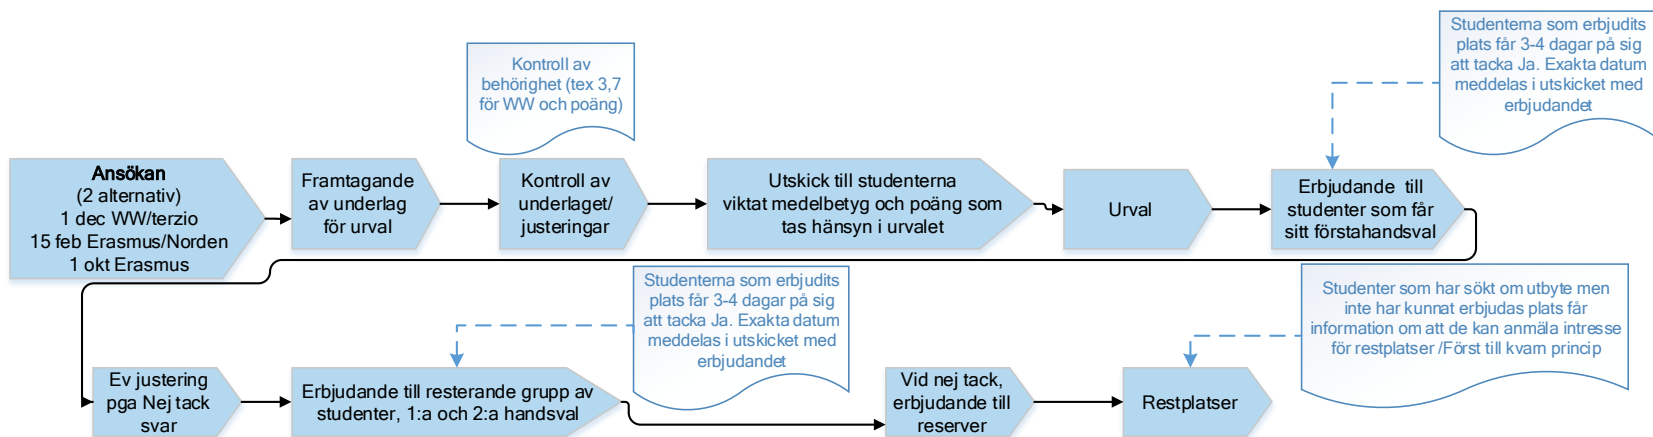 Studenterna som erbjudits
plats får 3-4 dagar på sig
att tacka Ja. Exakta datum
meddelas i utskicket med
erbjudandet
Kontroll av
behörighet (tex 3,7
för WW och poäng)
Ansökan
(2 alternativ)
1 dec WW/terzio
15 feb Erasmus/Norden
1 okt Erasmus
Framtagande
av underlag
för urval
Kontroll av
underlaget/
justeringar
Utskick till studenterna
viktat medelbetyg och poäng som
tas hänsyn i urvalet
Urval
Erbjudande till
studenter som får
sitt förstahandsval
Studenterna som erbjudits
plats får 3-4 dagar på sig
att tacka Ja. Exakta datum
meddelas i utskicket med
erbjudandet
Studenter som har sökt om utbyte men
inte har kunnat erbjudas plats får
information om att de kan anmäla intresse
för restplatser /Först till kvarn princip
Ev justering
pga Nej tack
svar
Erbjudande till resterande grupp av
studenter, 1:a och 2:a handsval
Vid nej tack,
erbjudande till
reserver
Restplatser